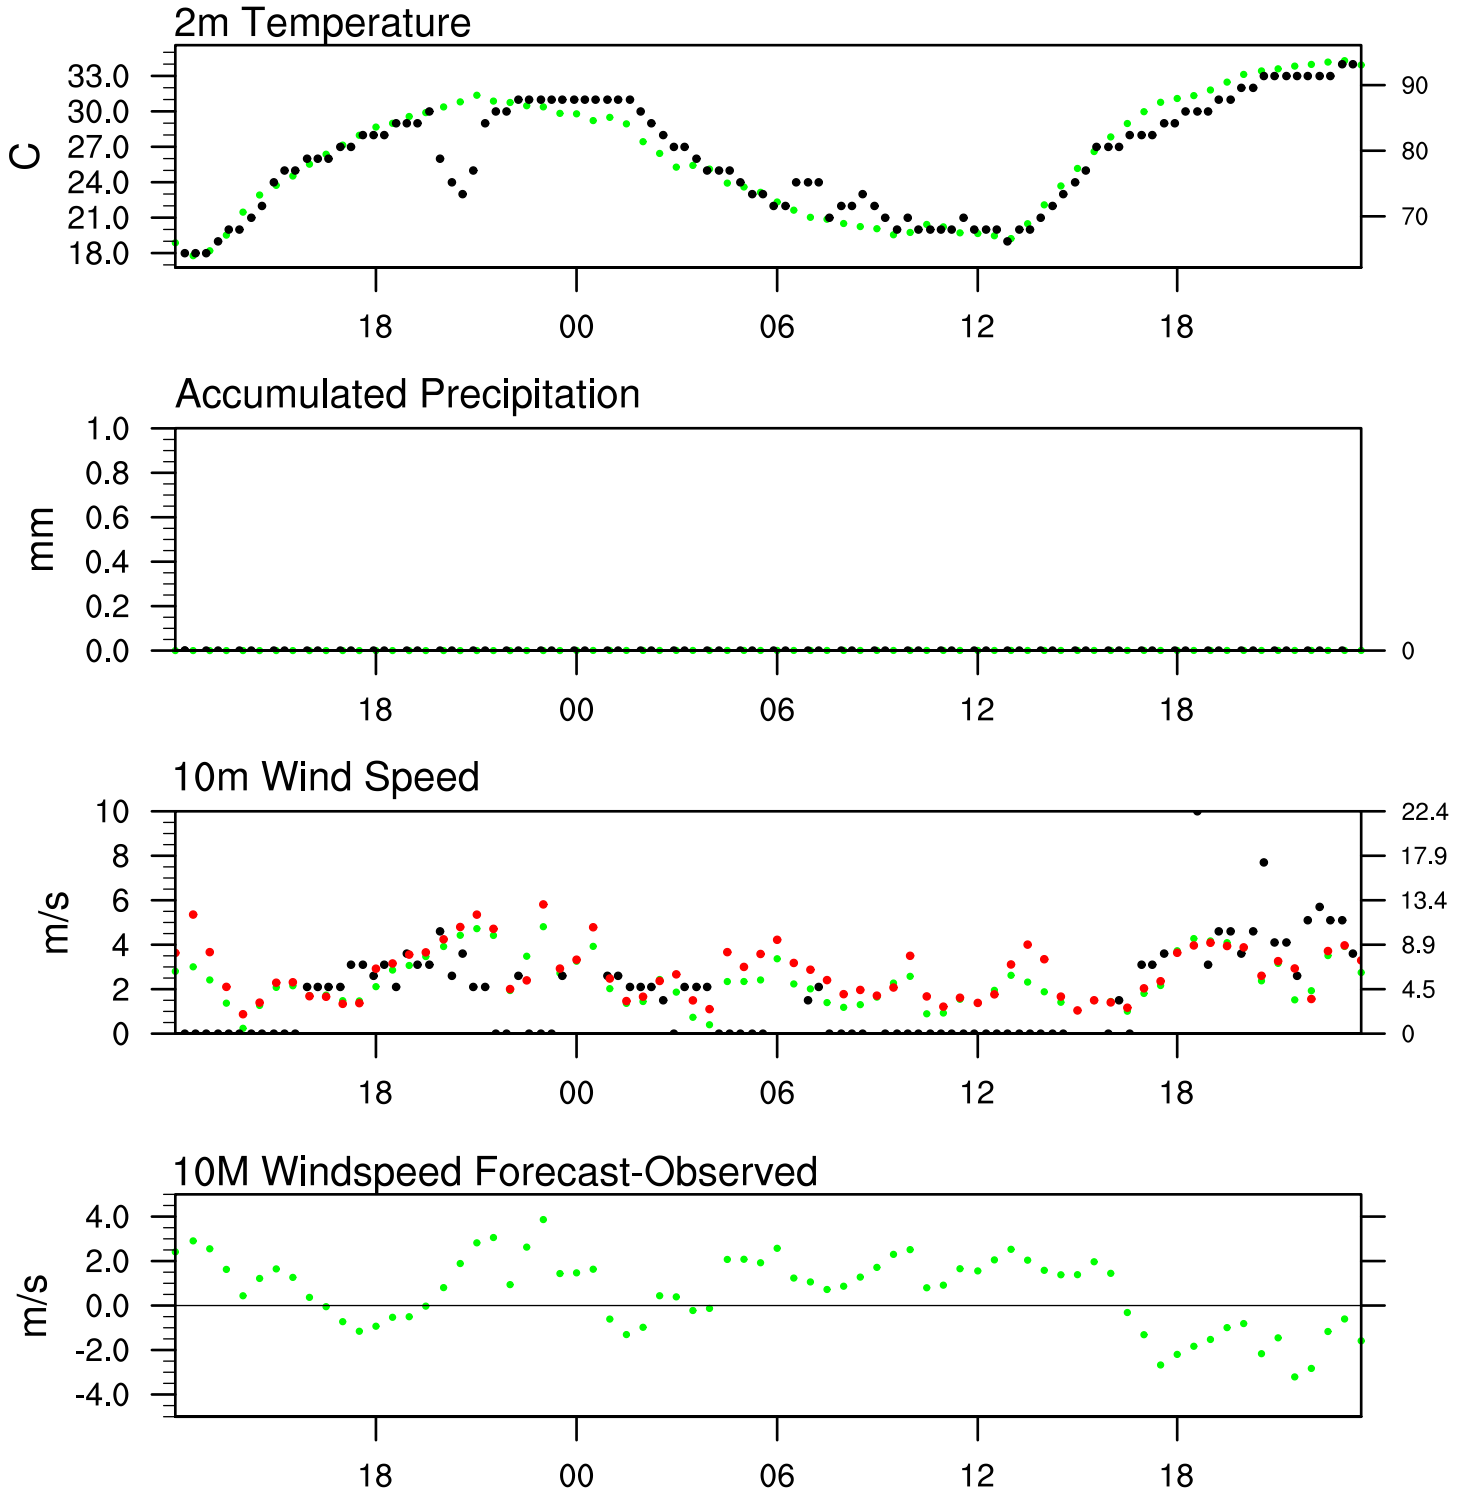 2m Temperature
33.0
30.0
27.0
24.0
21.0
18.0
C
90
80
70
18 00 06 12 18
Accumulated Precipitation
1.0
0.8
0.6
0.4
0.2
0.0
mm
0
18 00 06 12 18
10m Wind Speed
10
8
6
4
2
0
m/s
22.4
17.9
13.4
8.9
4.5
0
18 00 06 12 18
10M Windspeed Forecast-Observed
4.0
2.0
0.0
-2.0
-4.0
m/s
18 00 06 12 18